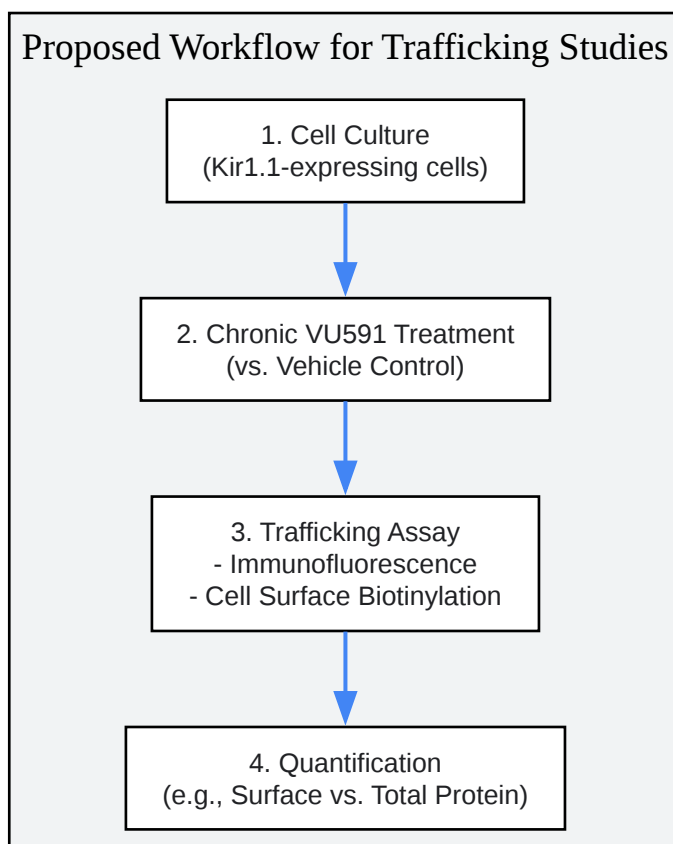 Proposed Workflow for Trafficking Studies
1. Cell Culture
(Kir1.1-expressing cells)
2. Chronic VU591 Treatment
(vs. Vehicle Control)
3. Trafficking Assay
- Immunofluorescence
- Cell Surface Biotinylation
4. Quantification
(e.g., Surface vs. Total Protein)